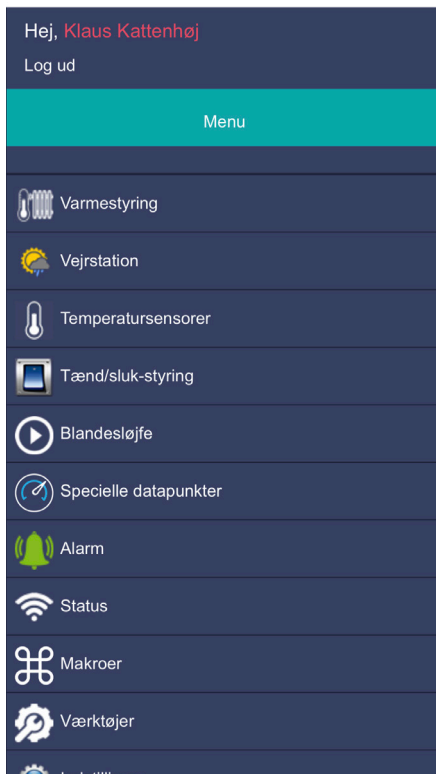 Hej, Klaus Kattenhøj
Log ud
Menu
Varmestyring
Vejrstation
Temperatursensorer
Tænd/sluk-styring
Blandesløjfe
Specielle datapunkter
Alarm
Status
Makroer
Værktøjer